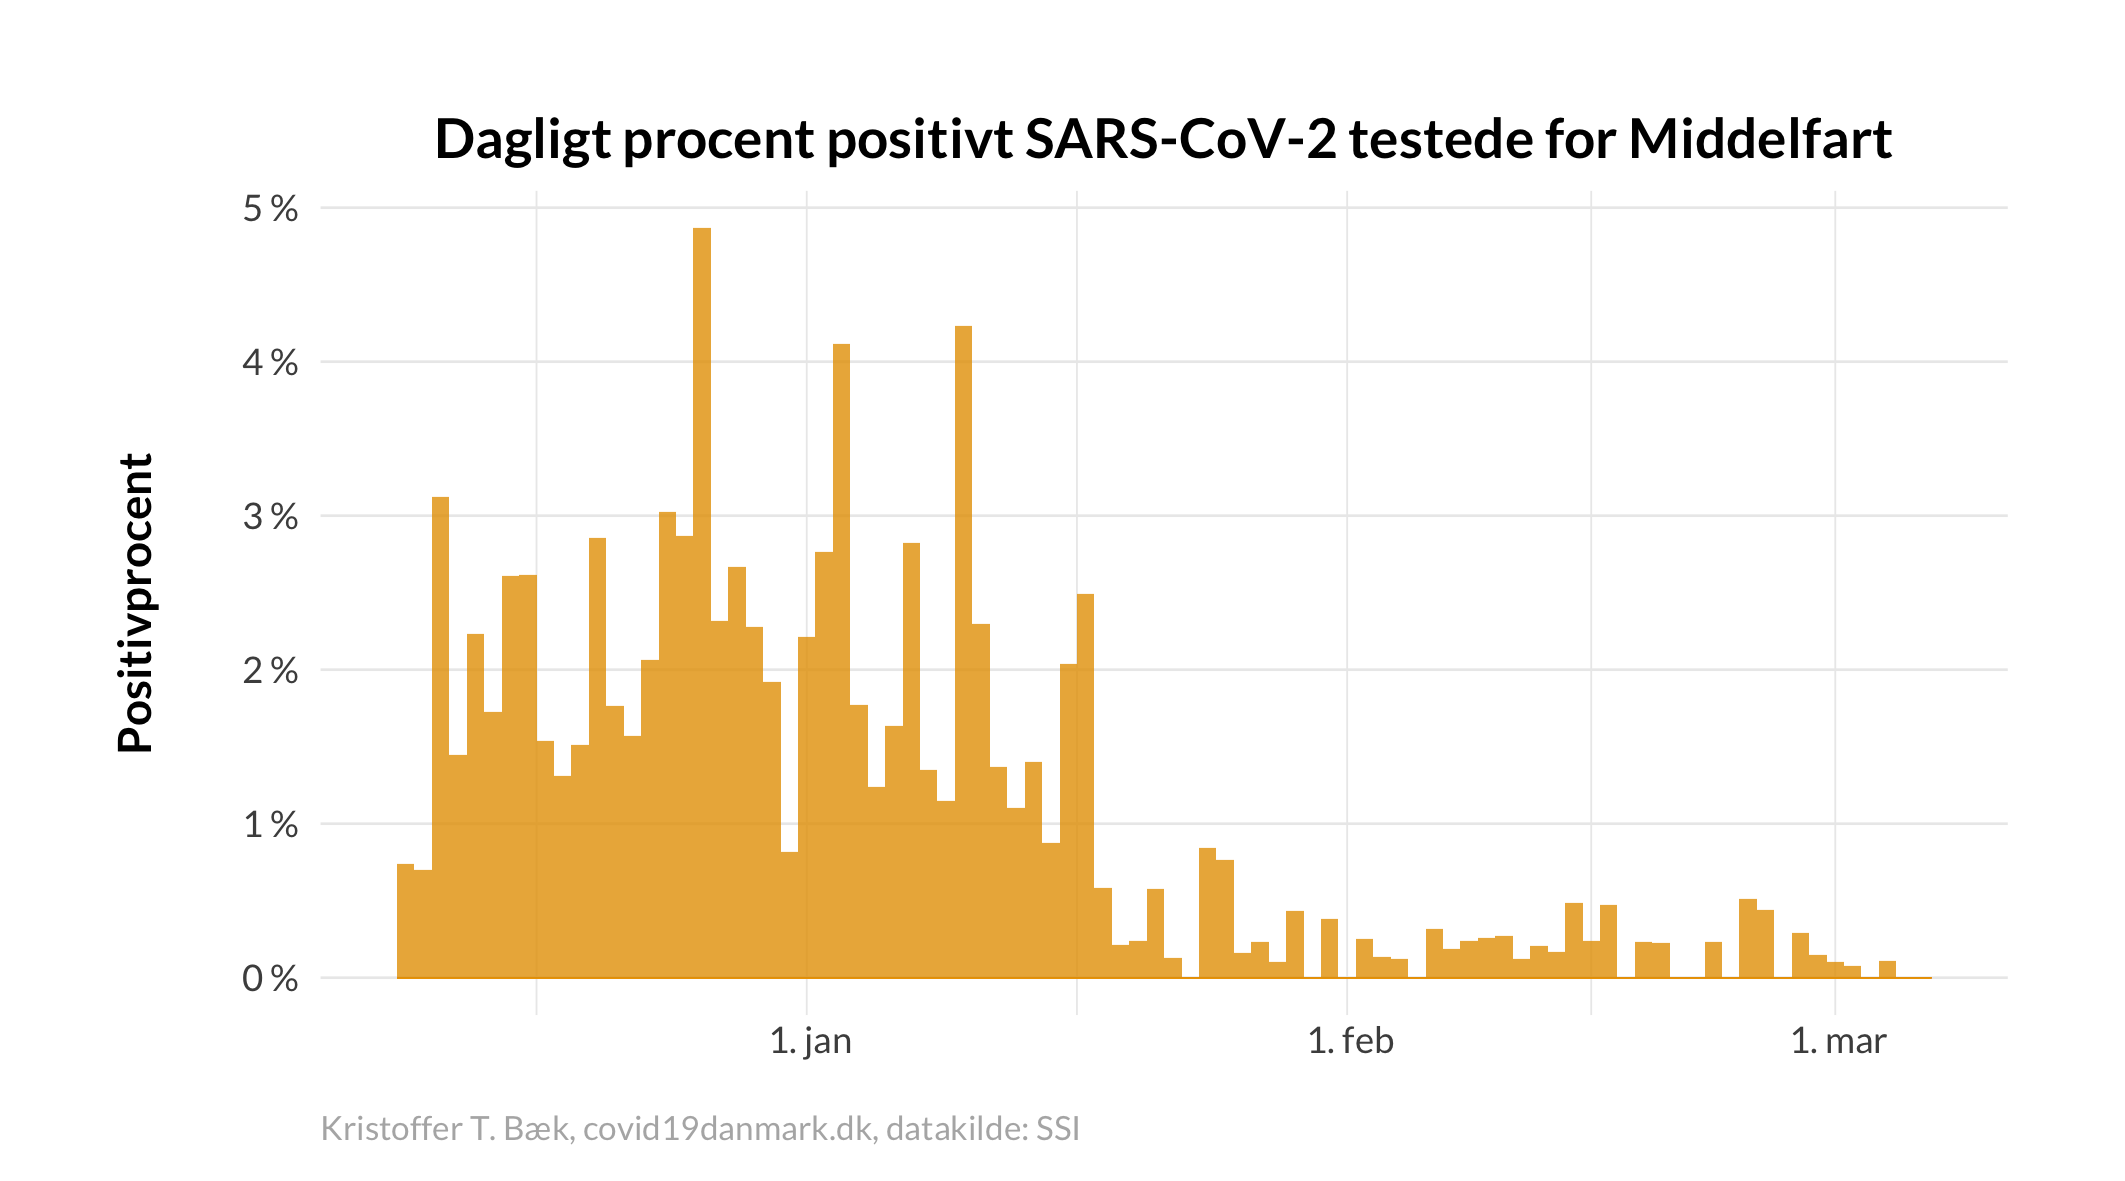 Dagligt procent positivt SARS-CoV-2 testede for Middelfart
Positivprocent
5 %
4 %
3 %
2 %
1 %
0 %
1. jan
1. feb
1. mar
Kristoffer T. Bæk, covid19danmark.dk, datakilde: SSI